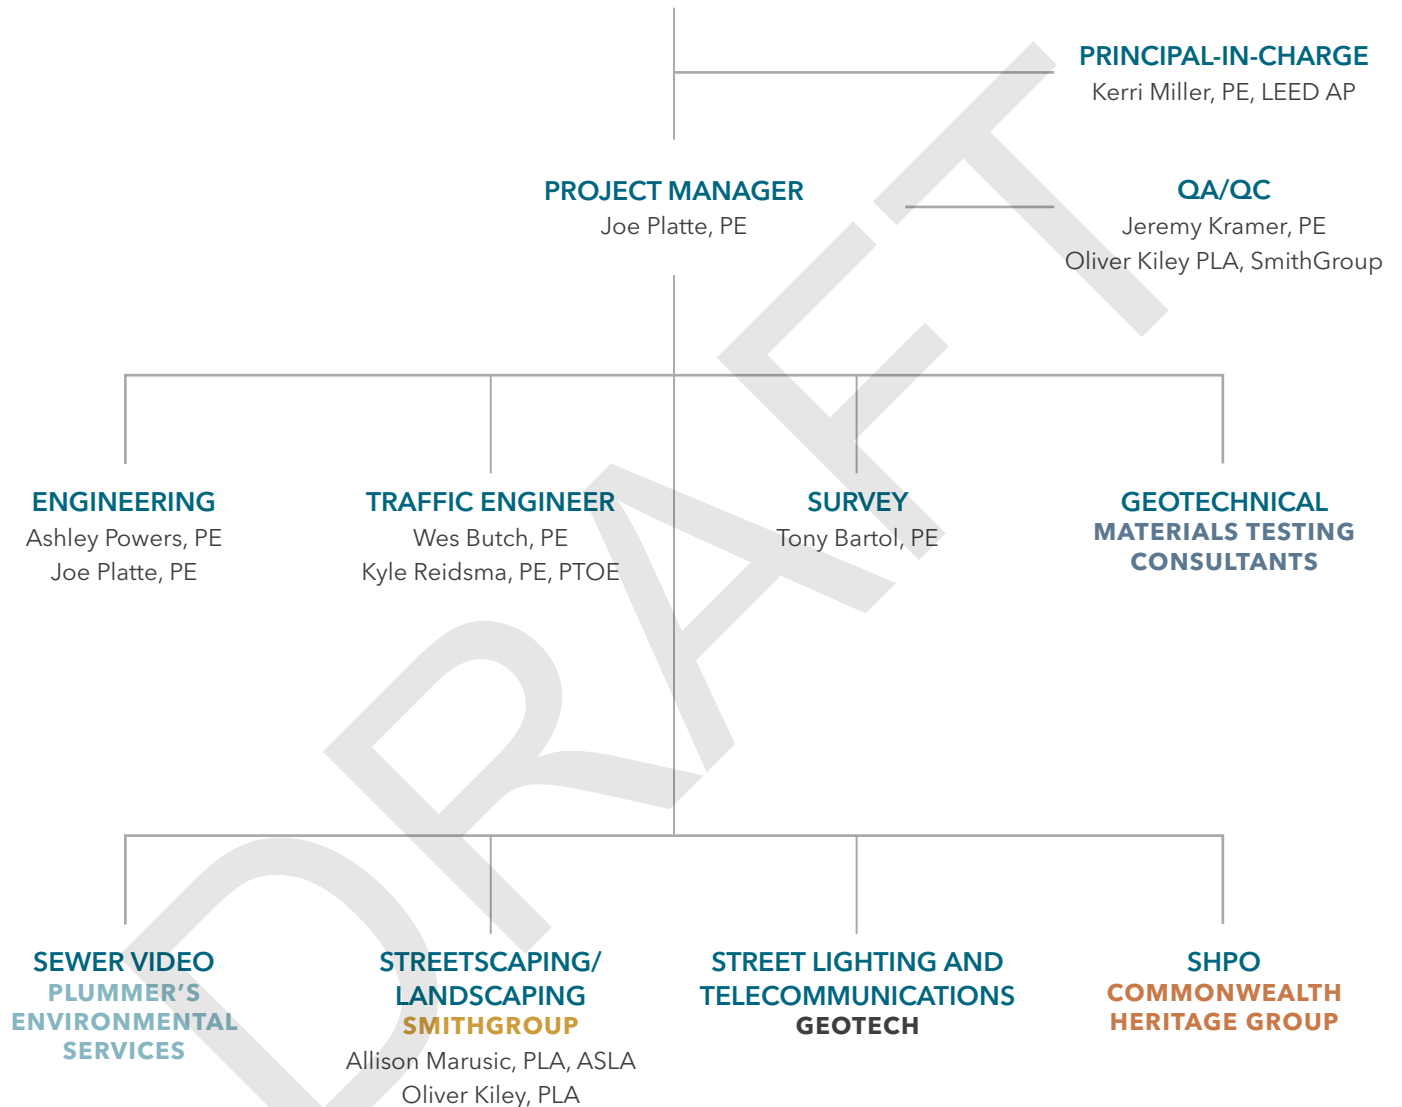 PRINCIPAL-IN-CHARGE
Kerri Miller, PE, LEED AP
PROJECT MANAGER
Joe Platte, PE
QA/QC
Jeremy Kramer, PE
Oliver Kiley PLA, SmithGroup
ENGINEERING
Ashley Powers, PE
Joe Platte, PE
TRAFFIC ENGINEER
Wes Butch, PE
Kyle Reidsma, PE, PTOE
SURVEY
Tony Bartol, PE
GEOTECHNICAL
MATERIALS TESTING
CONSULTANTS
SEWER VIDEO
PLUMMER’S
ENVIRONMENTAL
SERVICES
STREETSCAPING/
LANDSCAPING
SMITHGROUP
Allison Marusic, PLA, ASLA
Oliver Kiley, PLA
STREET LIGHTING AND
TELECOMMUNICATIONS
GEOTECH
SHPO
COMMONWEALTH
HERITAGE GROUP
DRAFT